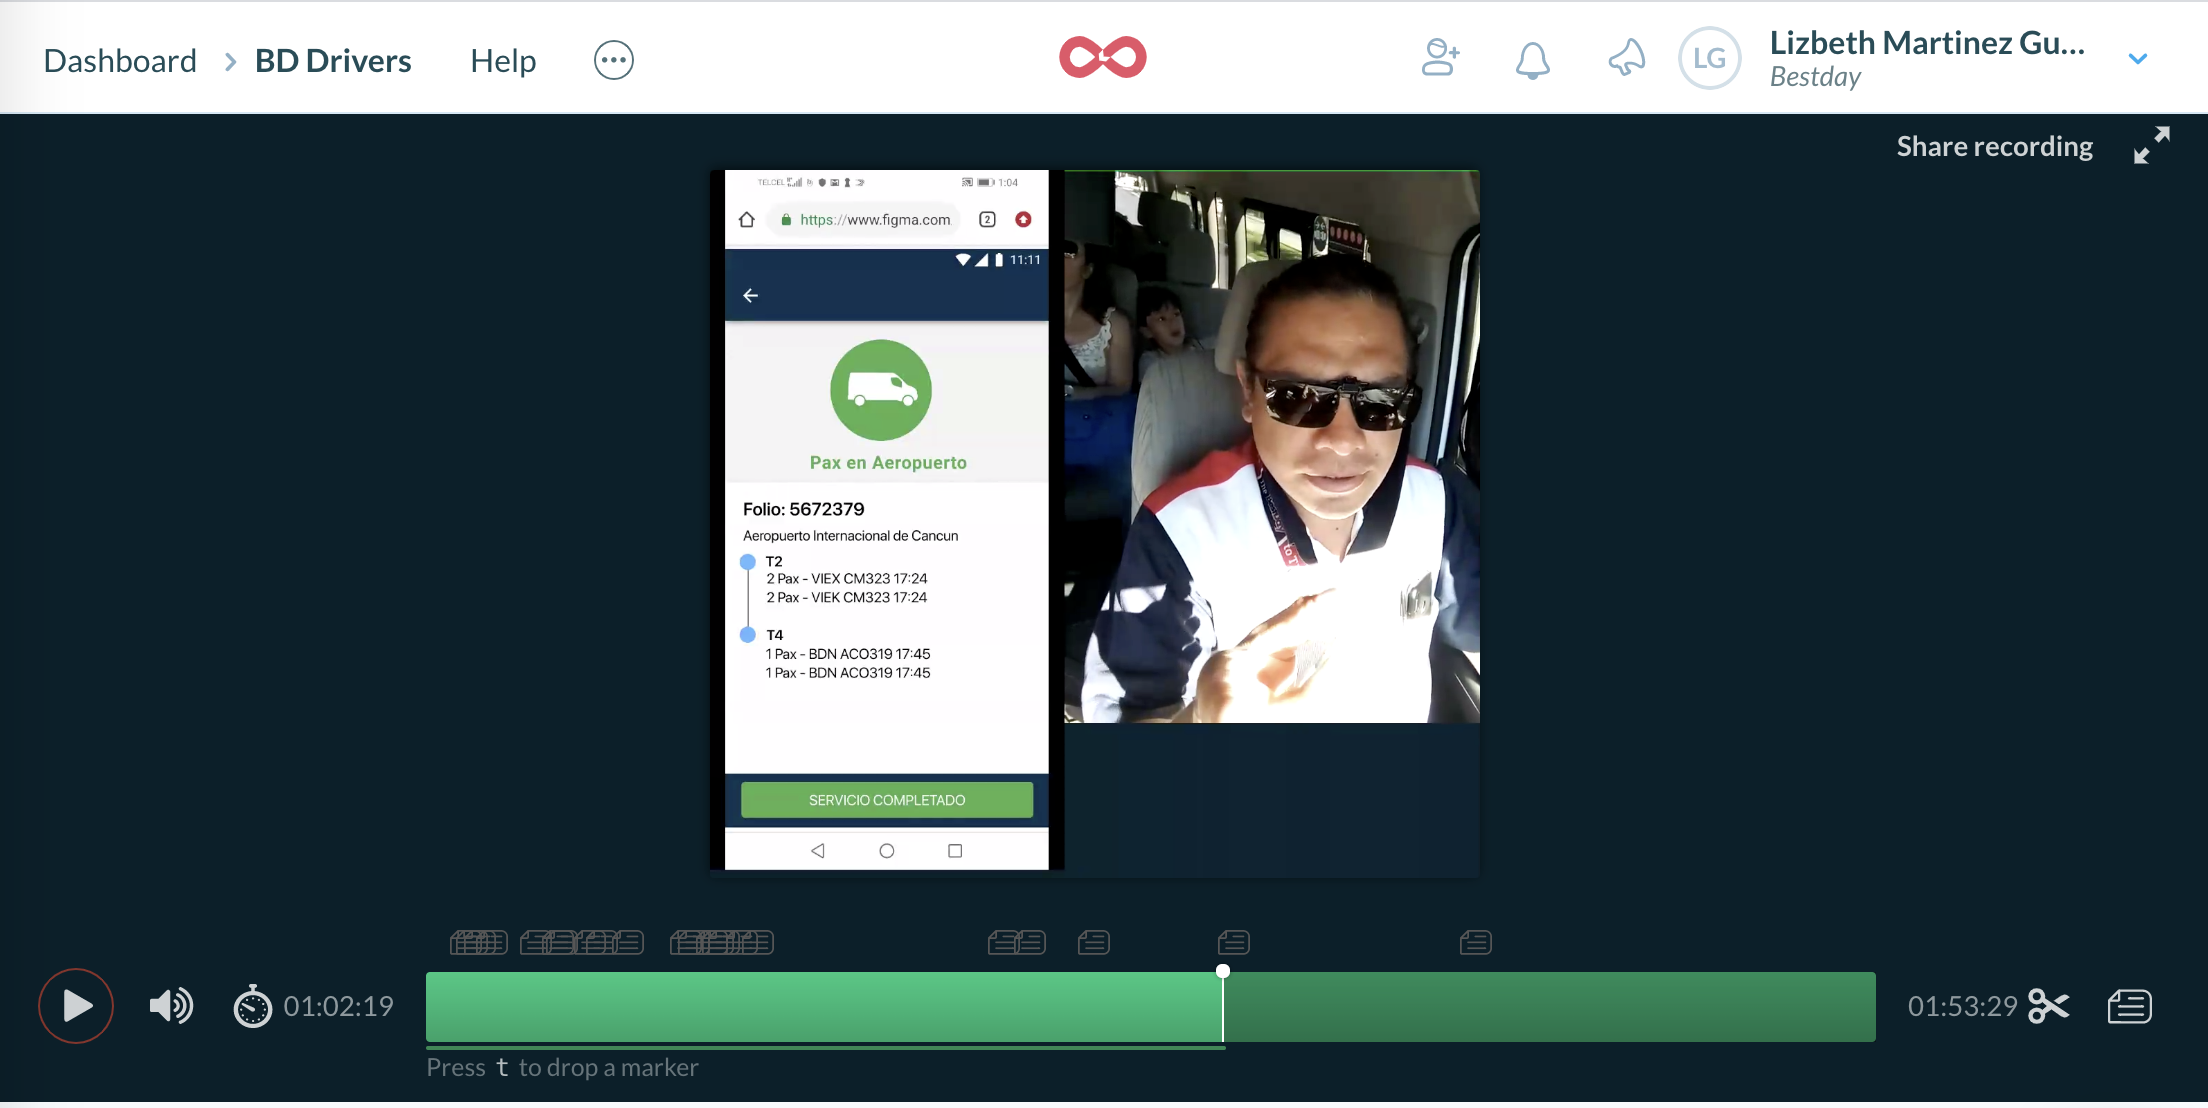 Dashboard > BD Drivers Help
LG
Lizbeth Martinez Gu...
Bestday
Share recording
TELCEL 1:04
https://www.figma.com
2
11:11
Pax en Aeropuerto
Folio: 5672379
Aeropuerto Internacional de Cancun
T2
2 Pax - VIEX CM323 17:24
2 Pax - VIEK CM323 17:24
T4
1 Pax - BDN ACO319 17:45
1 Pax - BDN ACO319 17:45
SERVICIO COMPLETADO
01:02:19
01:53:29
Press t to drop a marker